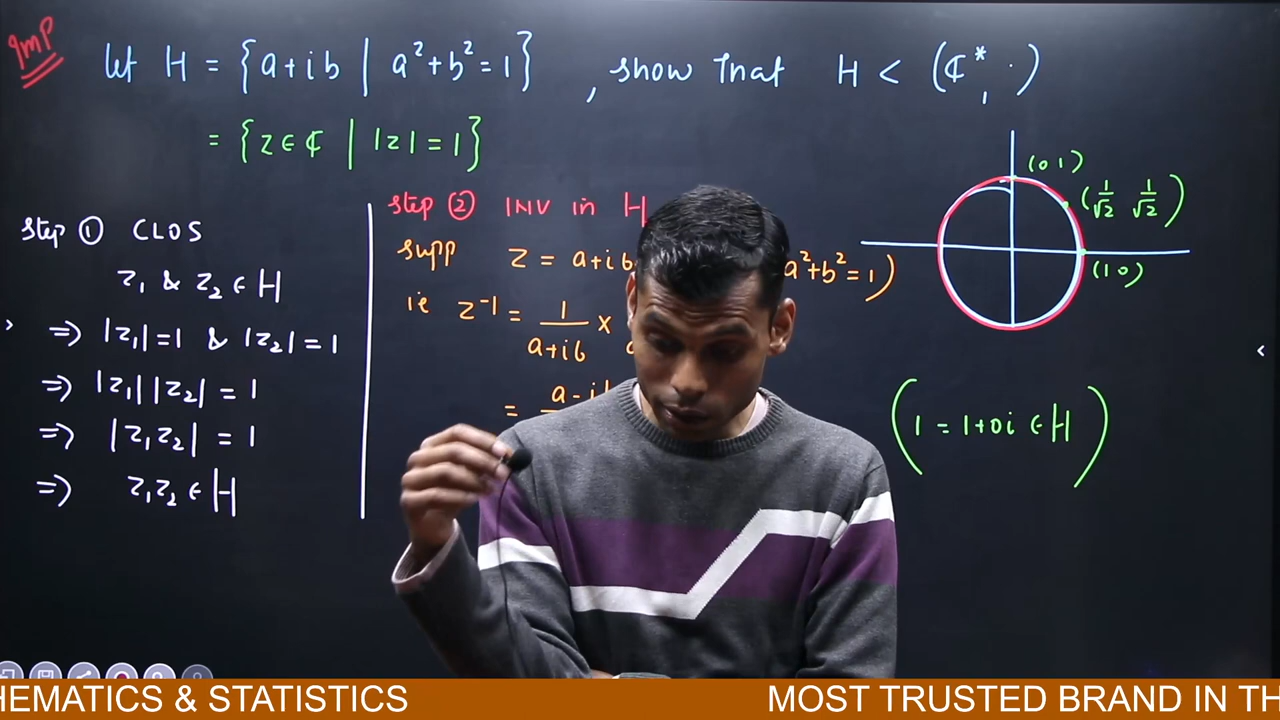 Imp
Let H = {a+ib | a²+b²=1}, show that H < (ℂ*, ·)
= {z∈ℂ | |z|=1}
(0 1)
(1/√2 1/√2)
(1 0)
Step ① CLOS
z₁ & z₂ ∈ H
⇒ |z₁|=1 & |z₂|=1
⇒ |z₁||z₂| = 1
⇒ |z₁z₂| = 1
⇒ z₁z₂ ∈ H
Step ② INV in H
Supp z = a+ib a²+b²=1)
ie z⁻¹ = 1/(a+ib) ×
= a-i
(1 = 1+0i ∈ H)
HEMATICS & STATISTICS MOST TRUSTED BRAND IN TH